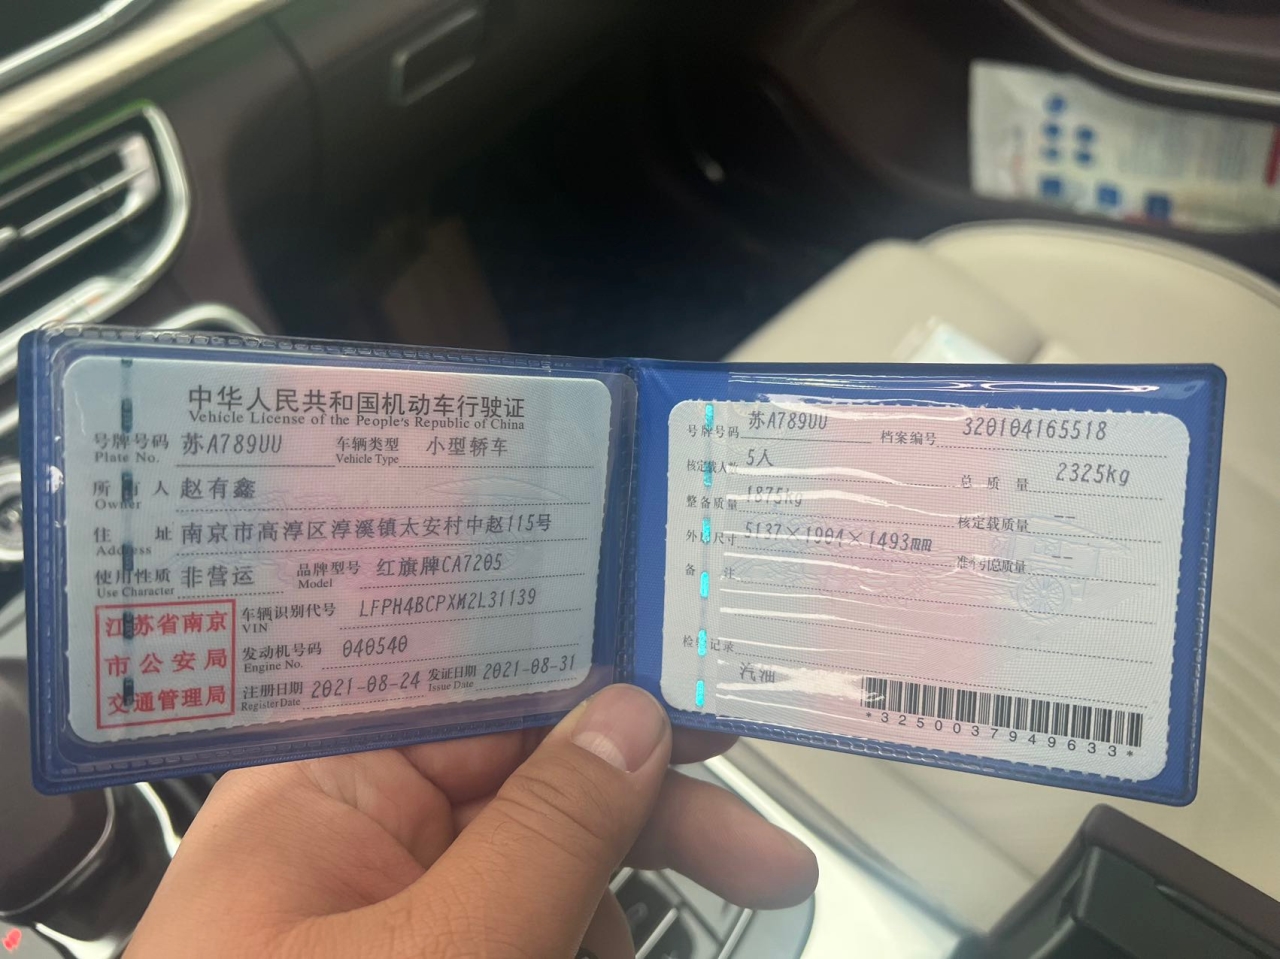 中华人民共和国机动车行驶证
Vehicle License of the People's Republic of China
号牌号码 苏A789UU 车辆类型 小型轿车
Plate No. Vehicle Type
所有人 赵有鑫
Owner
住址 南京市高淳区淳溪镇太安村中赵115号
Address
使用性质 非营运 品牌型号 红旗牌CA7205
Use Character Model
江苏省南京
市公安局
交通管理局
车辆识别代号 LFPH4BCPXM2L31139
VIN
发动机号码 040540
Engine No.
注册日期 2021-08-24 发证日期 2021-08-31
Register Date Issue Date
号牌号码 苏A789UU 档案编号 320104165518
核定载人数 5人 总质量 2325kg
整备质量 1875kg 核定载质量 --
外廓尺寸 5137×1904×1493mm 准牵引总质量 --
备注
检验记录
汽油
*3250037949633*